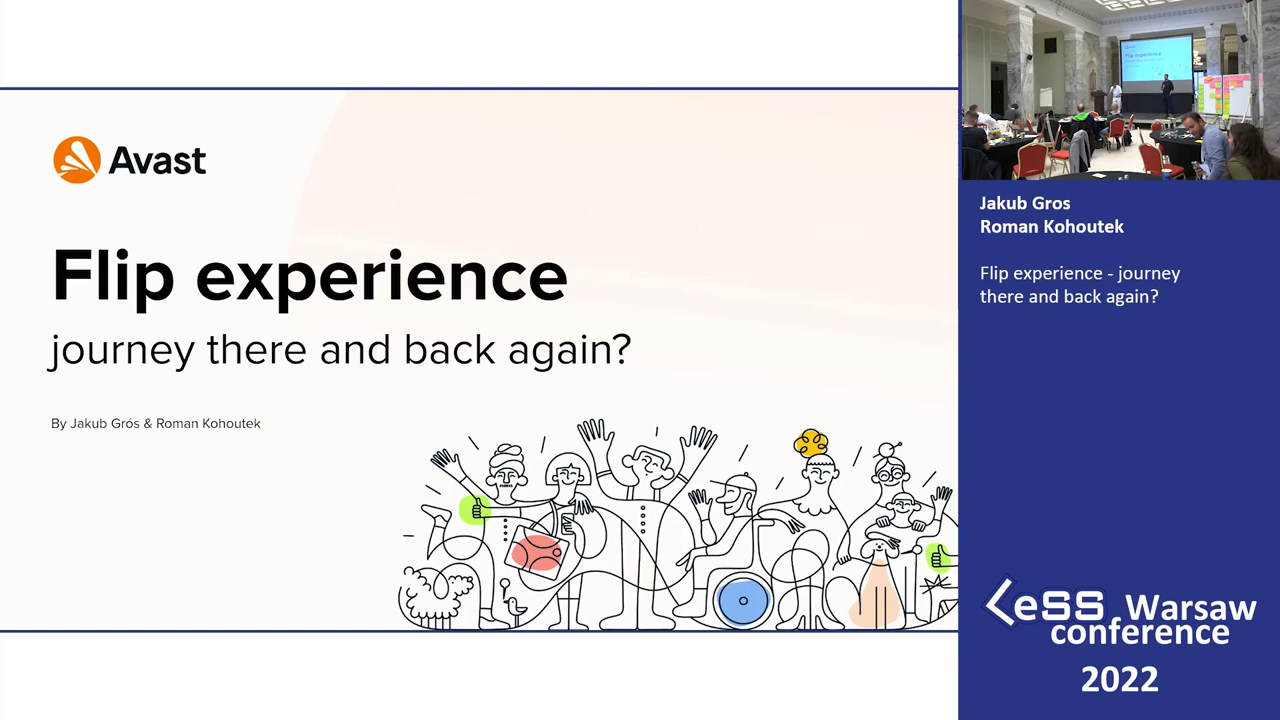 Avast
Flip experience
journey there and back again?
By Jakub Grós & Roman Kohoutek
Jakub Gros
Roman Kohoutek
Flip experience - journey
there and back again?
LeSS Warsaw
conference
2022